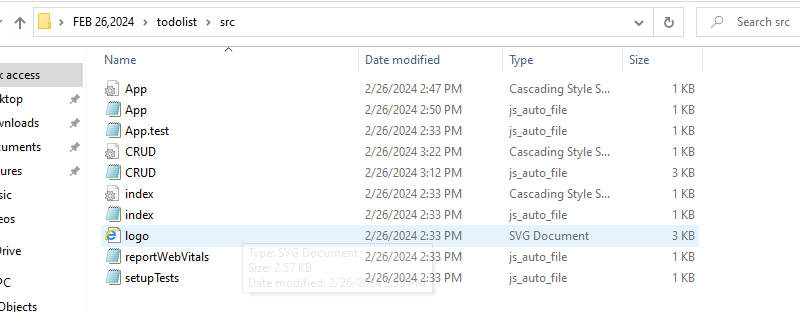 FEB 26,2024 > todolist > src
Search src
Name Date modified Type Size
k access
ktop
wnloads
cuments
ures
sic
eos
Drive
PC
Objects
App 2/26/2024 2:47 PM Cascading Style S... 1 KB
App 2/26/2024 2:50 PM js_auto_file 1 KB
App.test 2/26/2024 2:33 PM js_auto_file 1 KB
CRUD 2/26/2024 3:22 PM Cascading Style S... 1 KB
CRUD 2/26/2024 3:12 PM js_auto_file 3 KB
index 2/26/2024 2:33 PM Cascading Style S... 1 KB
index 2/26/2024 2:33 PM js_auto_file 1 KB
logo 2/26/2024 2:33 PM SVG Document 3 KB
reportWebVitals 2/26/2024 2:33 PM js_auto_file 1 KB
setupTests 2/26/2024 2:33 PM js_auto_file 1 KB
Type: SVG Document
Size: 2.57 KB
Date modified: 2/26/2024 2:33 PM